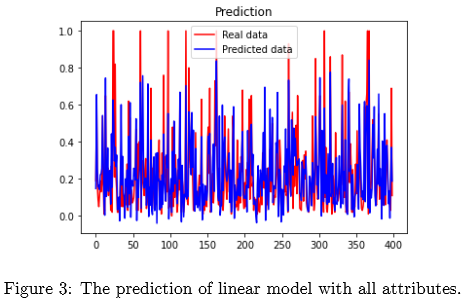 Prediction
Real data
Predicted data
1.0
0.8
0.6
0.4
0.2
0.0
0 50 100 150 200 250 300 350 400
Figure 3: The prediction of linear model with all attributes.